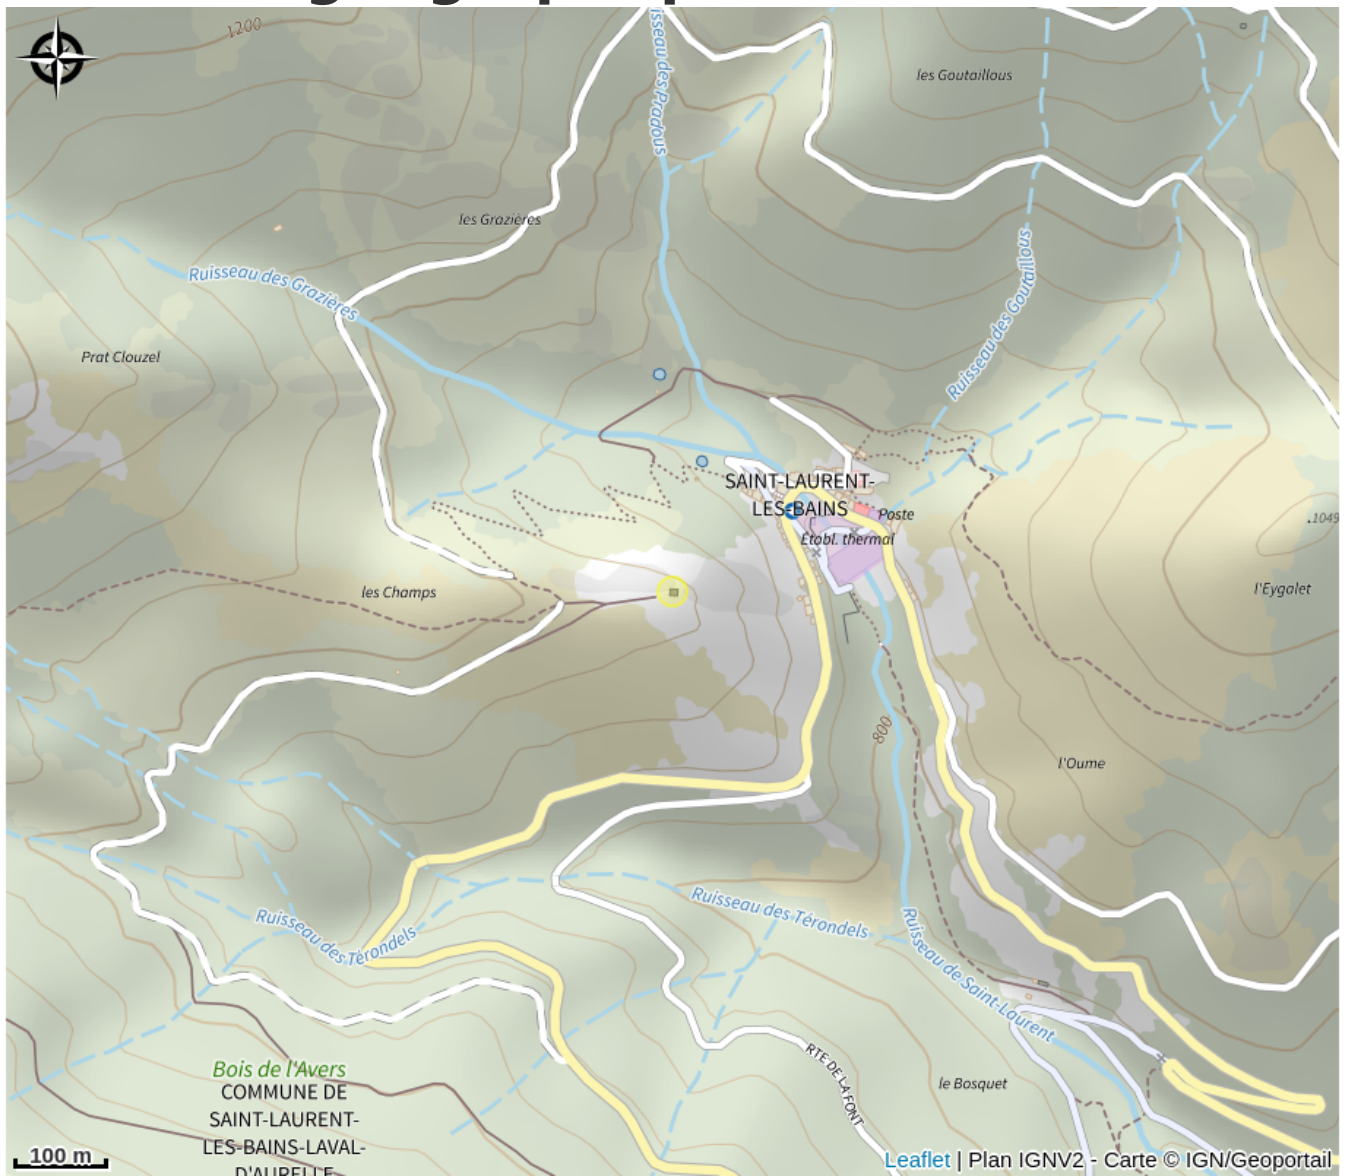 1200
isseau des Pradous
les Goutaillous
les Grazières
Ruisseau des Grazières
Ruisseau des Goutaillous
Prat Clouzel
SAINT-LAURENT-
LES-BAINS
Poste
Établ. thermal
.1049
les Champs
l'Eygalet
800
l'Oume
Ruisseau des Térondels
Ruisseau des Térondels
Ruisseau de Saint-Laurent
RTE DE LA FONT
le Bosquet
Bois de l'Avers
COMMUNE DE
SAINT-LAURENT-
LES-BAINS-LAVAL-
D'AURELLE
100 m
Leaflet | Plan IGNV2 - Carte © IGN/Geoportail